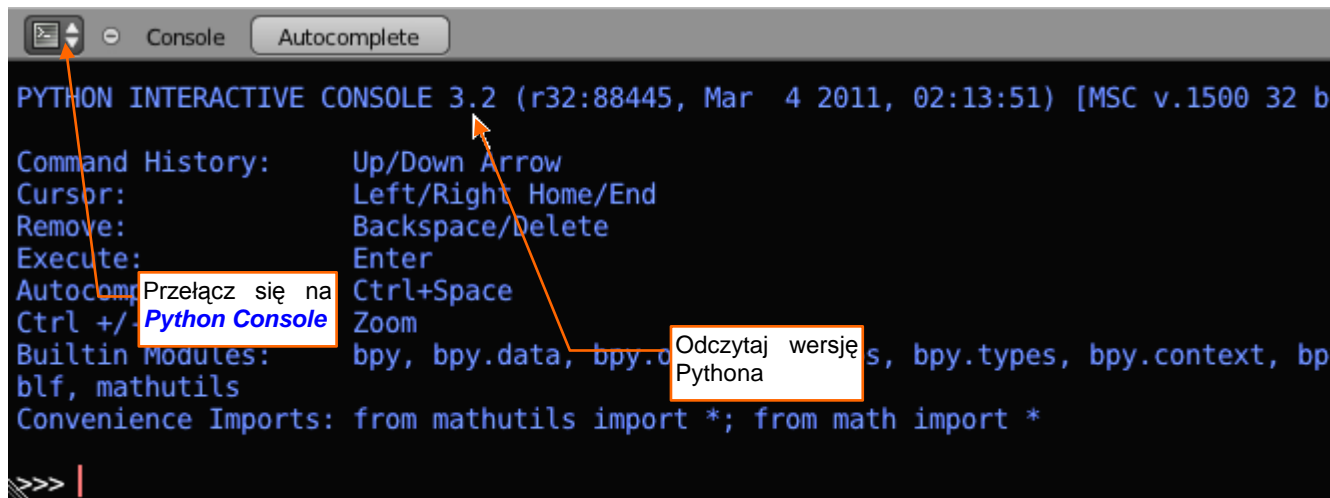 Console Autocomplete
PYTHON INTERACTIVE CONSOLE 3.2 (r32:88445, Mar 4 2011, 02:13:51) [MSC v.1500 32 b
Command History: Up/Down Arrow
Cursor: Left/Right Home/End
Remove: Backspace/Delete
Execute: Enter
Autocomp Ctrl+Space
Ctrl +/- Zoom
Builtin Modules: bpy, bpy.data, bpy.o s, bpy.types, bpy.context, bp
blf, mathutils
Convenience Imports: from mathutils import *; from math import *
>>>
Przełącz się na
Python Console
Odczytaj wersję
Pythona